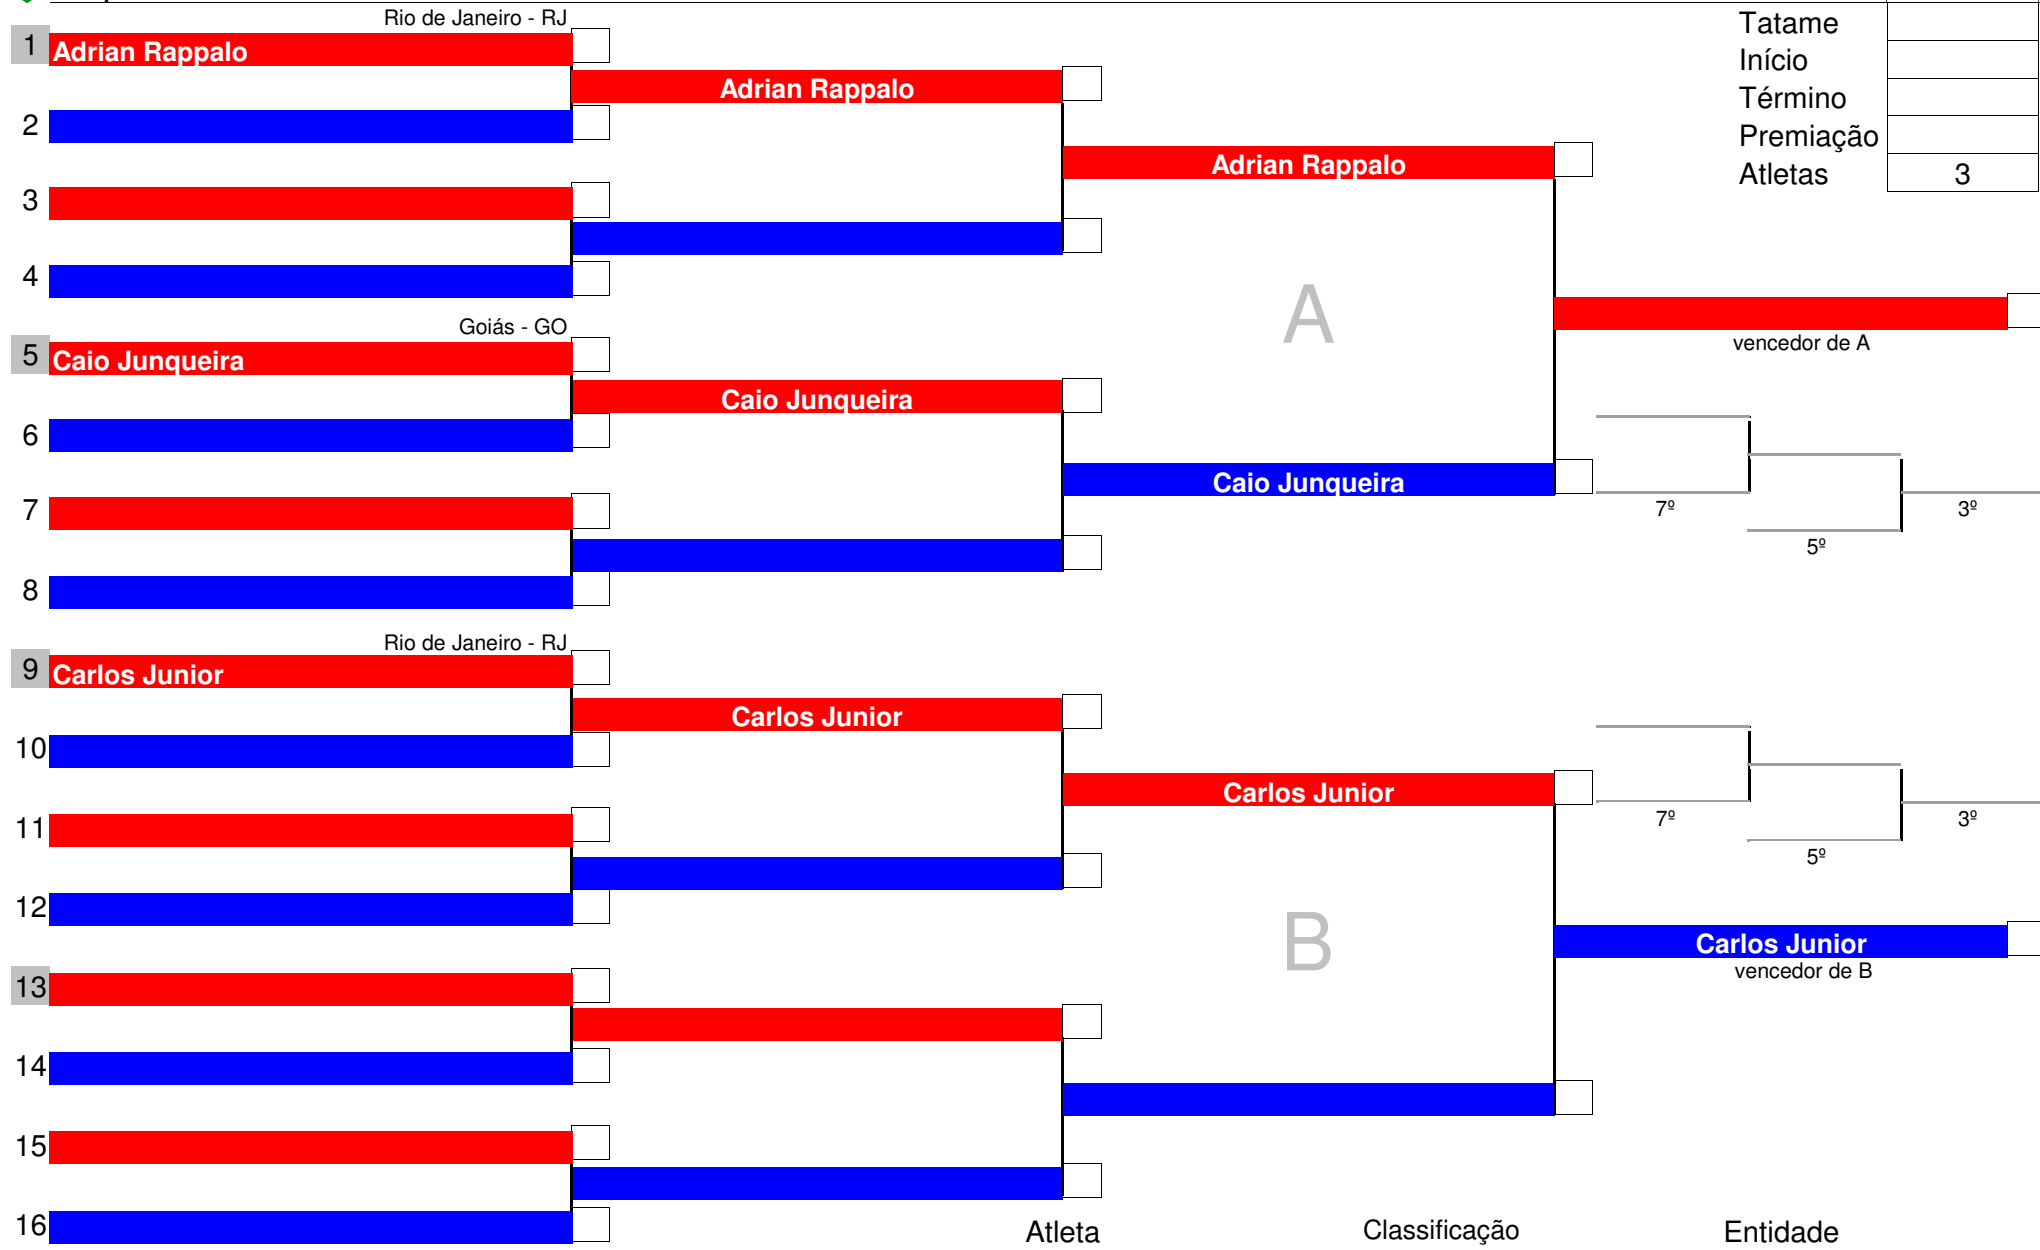 Rio de Janeiro - RJ
Tatame
1 Adrian Rappalo
Início
Adrian Rappalo
Término
2
Premiação
Adrian Rappalo
Atletas 3
3
4
A
Goiás - GO
vencedor de A
5 Caio Junqueira
Caio Junqueira
6
Caio Junqueira
7
7º 3º
5º
8
Rio de Janeiro - RJ
9 Carlos Junior
Carlos Junior
10
Carlos Junior
11
7º 3º
5º
12
B
Carlos Junior
vencedor de B
13
14
15
16
Atleta Classificação Entidade